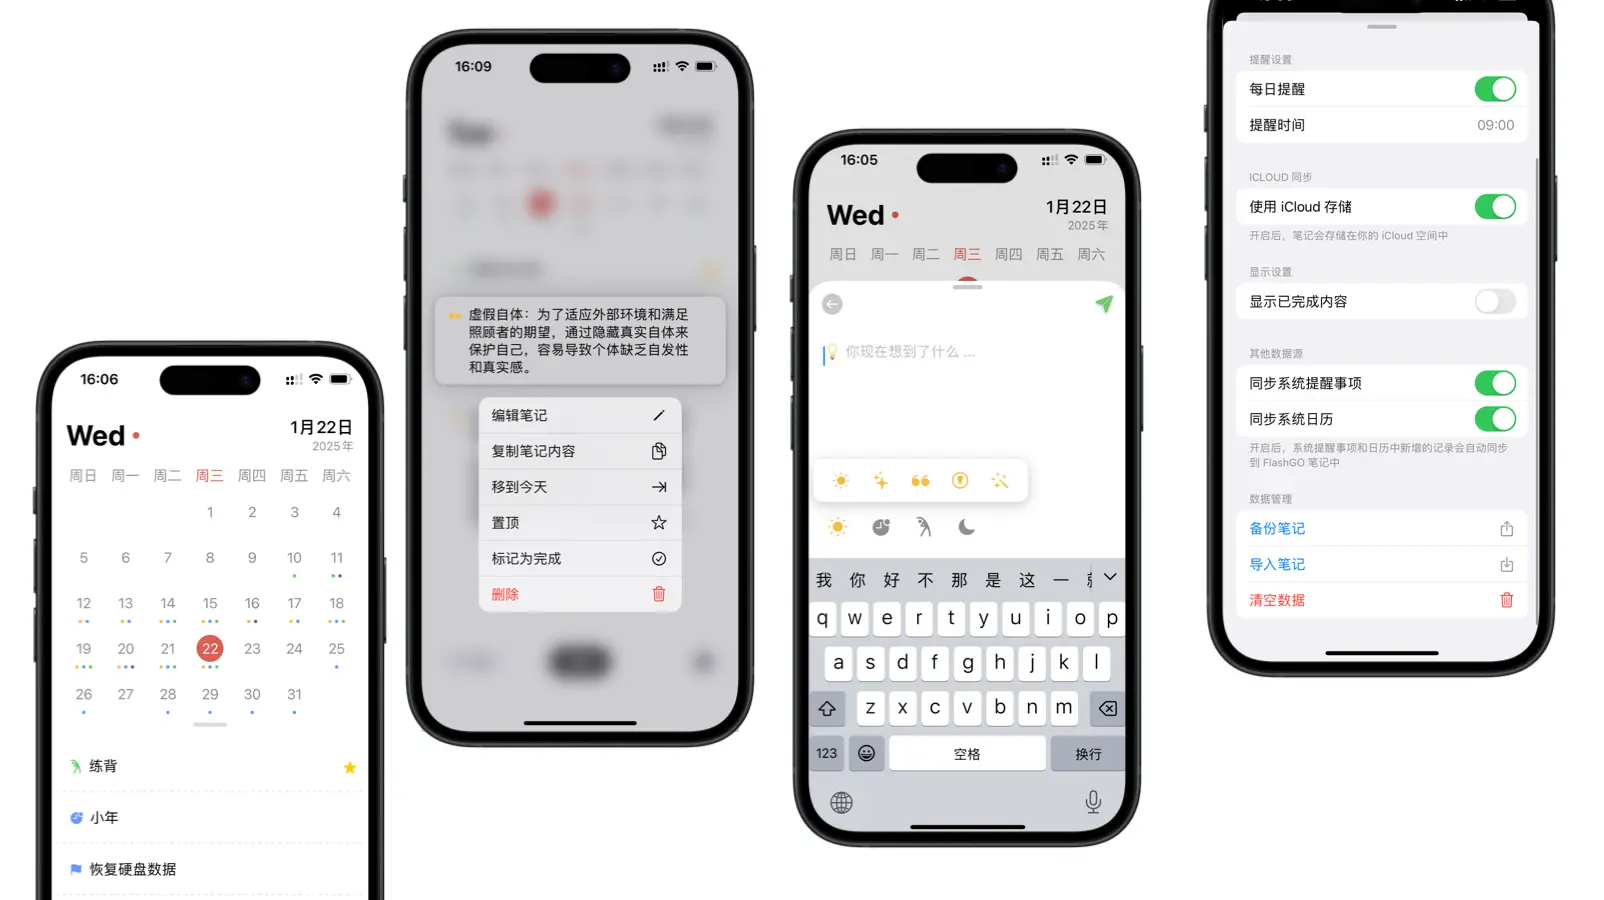 16:06
Wed
1月22日
2025年
周日 周一 周二 周三 周四 周五 周六
1 2 3 4
5 6 7 8 9 10 11
12 13 14 15 16 17 18
19 20 21 22 23 24 25
26 27 28 29 30 31
练背
小年
恢复硬盘数据
16:09
虚假自体：为了适应外部环境和满足
照顾者的期望，通过隐藏真实自体来
保护自己，容易导致个体缺乏自发性
和真实感。
编辑笔记
复制笔记内容
移到今天
置顶
标记为完成
删除
16:05
Wed
1月22日
2025年
周日 周一 周二 周三 周四 周五 周六
你现在想到了什么 ...
我 你 好 不 那 是 这 一
q w e r t y u i o p
a s d f g h j k l
z x c v b n m
123 空格 换行
提醒设置
每日提醒
提醒时间 09:00
ICLOUD 同步
使用 iCloud 存储
开启后，笔记会存储在你的 iCloud 空间中
显示设置
显示已完成内容
其他数据源
同步系统提醒事项
同步系统日历
开启后，系统提醒事项和日历中新增的记录会自动同步
到 FlashGO 笔记中
数据管理
备份笔记
导入笔记
清空数据